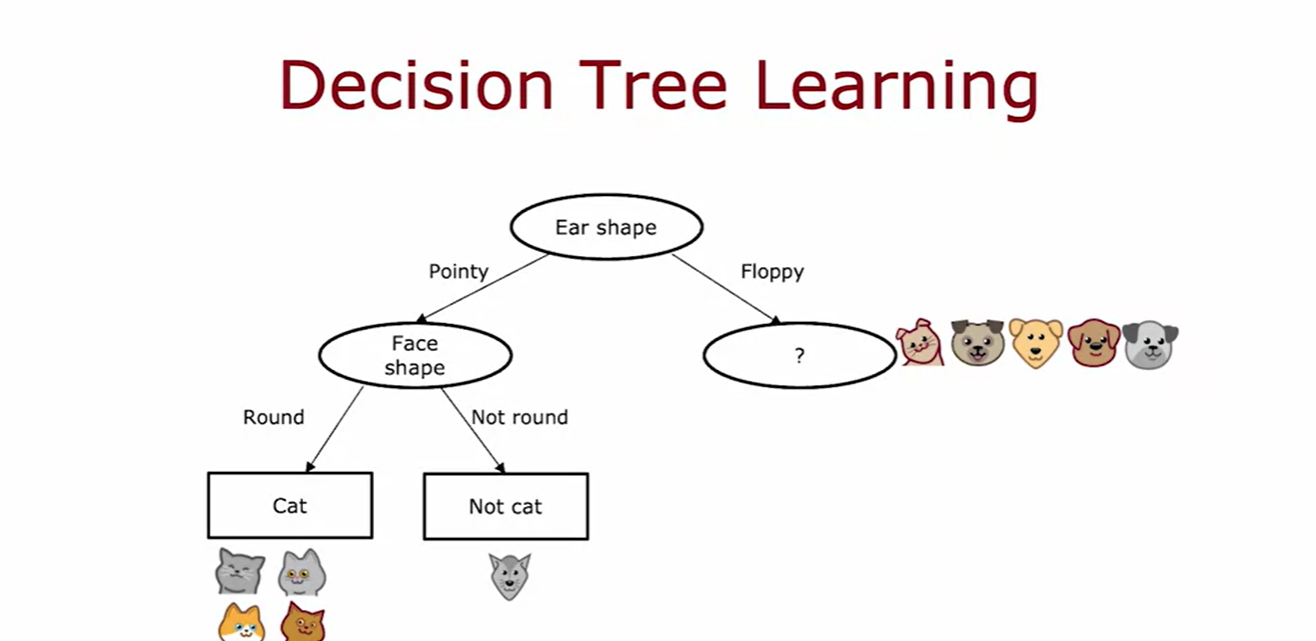 Decision Tree Learning
Ear shape
Pointy
Floppy
Face
shape
?
Round
Not round
Cat
Not cat